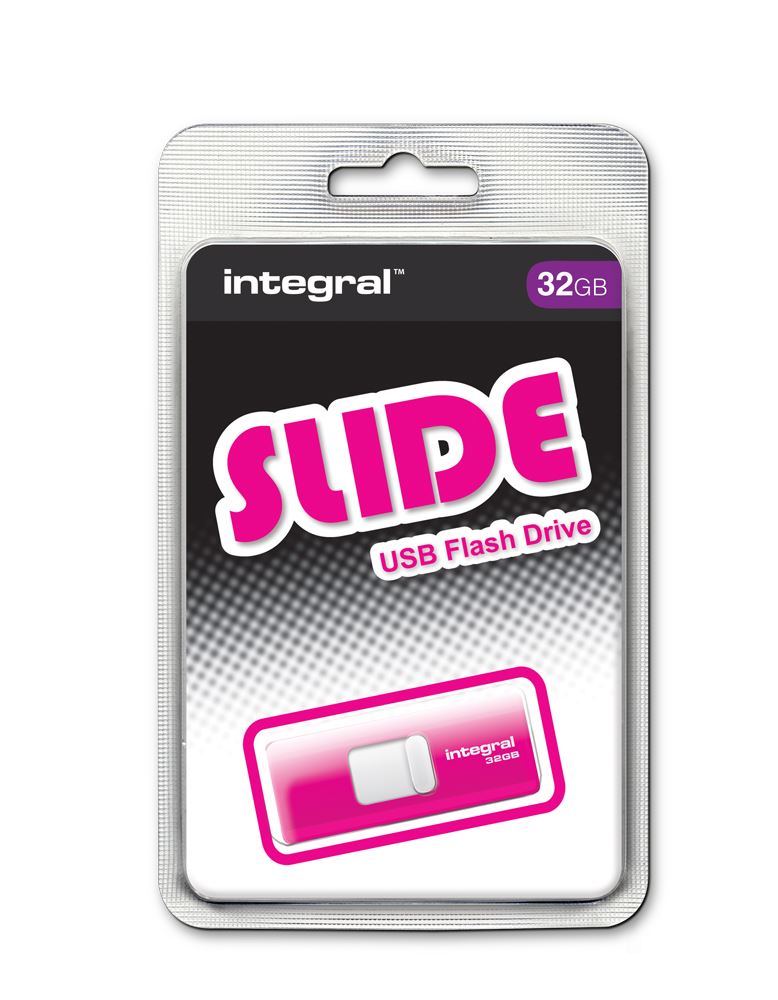 integral™
32GB
SLIDE
USB Flash Drive
integral
32GB